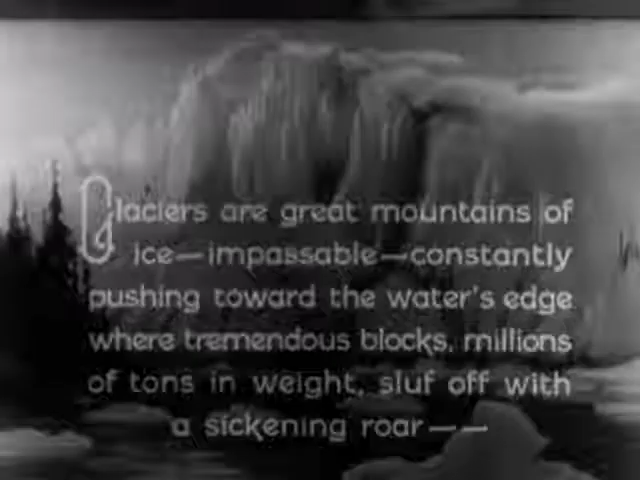 Glaciers are great mountains of
ice—impassable—constantly
pushing toward the water's edge
where tremendous blocks, millions
of tons in weight, sluf off with
a sickening roar——